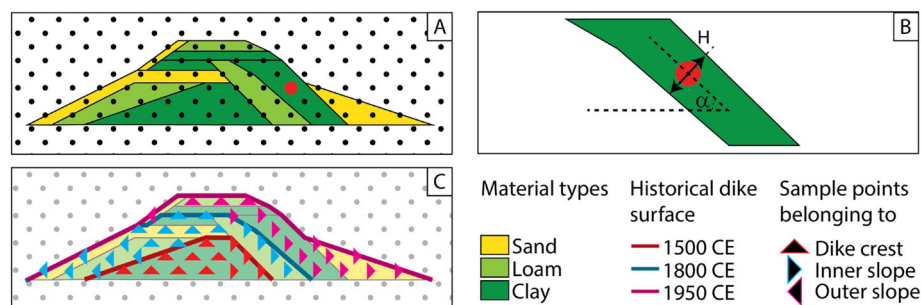 A
B
H
α
C
Material types
Sand
Loam
Clay
Historical dike
surface
1500 CE
1800 CE
1950 CE
Sample points
belonging to
Dike crest
Inner slope
Outer slope